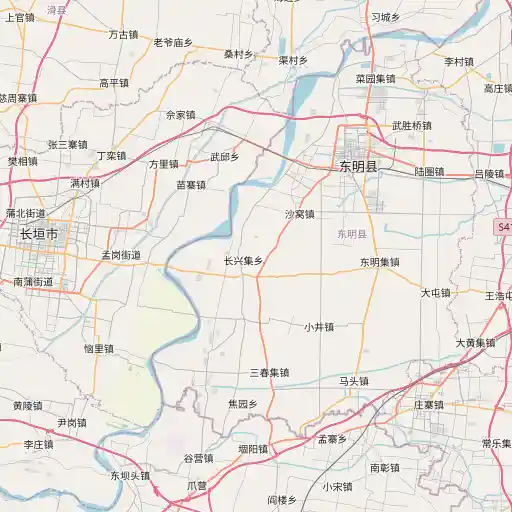 滑县
上官镇
习城乡
万古镇
老爷庙乡
桑村乡
渠村乡
李村镇
高平镇
菜园集镇
高庄镇
慈周寨镇
佘家镇
武胜桥镇
张三寨镇
樊相镇
丁栾镇
方里镇
武邱乡
东明县
陆圈镇
吕陵镇
满村镇
苗寨镇
蒲北街道
沙窝镇
长垣市
东明县
孟岗街道
长兴集乡
东明集镇
南蒲街道
大屯镇
王浩屯
小井镇
恼里镇
大黄集镇
三春集镇
马头镇
黄陵镇
焦园乡
庄寨镇
尹岗镇
李庄镇
堌阳镇
孟寨乡
常乐集
谷营镇
南彰镇
东坝头镇
爪营
小宋镇
阎楼乡